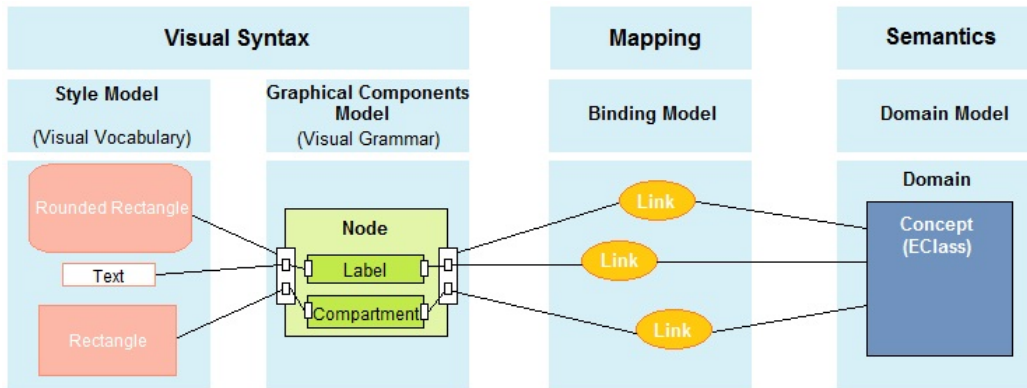 Visual Syntax
Mapping
Semantics
Style Model
(Visual Vocabulary)
Graphical Components
Model
(Visual Grammar)
Binding Model
Domain Model
Rounded Rectangle
Text
Rectangle
Node
Label
Compartment
Link
Link
Link
Domain
Concept
(EClass)